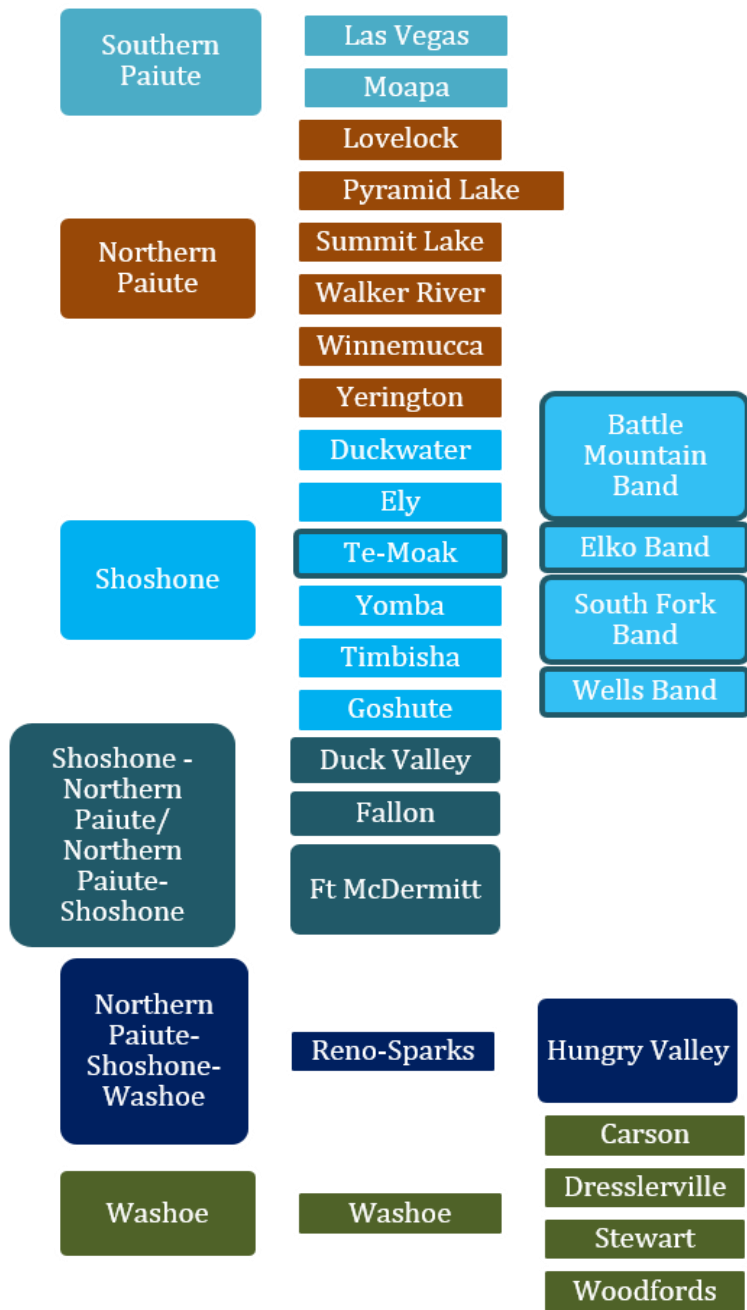 Southern
Paiute
Las Vegas
Moapa
Lovelock
Pyramid Lake
Northern
Paiute
Summit Lake
Walker River
Winnemucca
Yerington
Shoshone
Duckwater
Ely
Te-Moak
Yomba
Timbisha
Goshute
Battle
Mountain
Band
Elko Band
South Fork
Band
Wells Band
Shoshone -
Northern
Paiute/
Northern
Paiute-
Shoshone
Duck Valley
Fallon
Ft McDermitt
Northern
Paiute-
Shoshone-
Washoe
Reno-Sparks
Hungry Valley
Washoe
Washoe
Carson
Dresslerville
Stewart
Woodfords